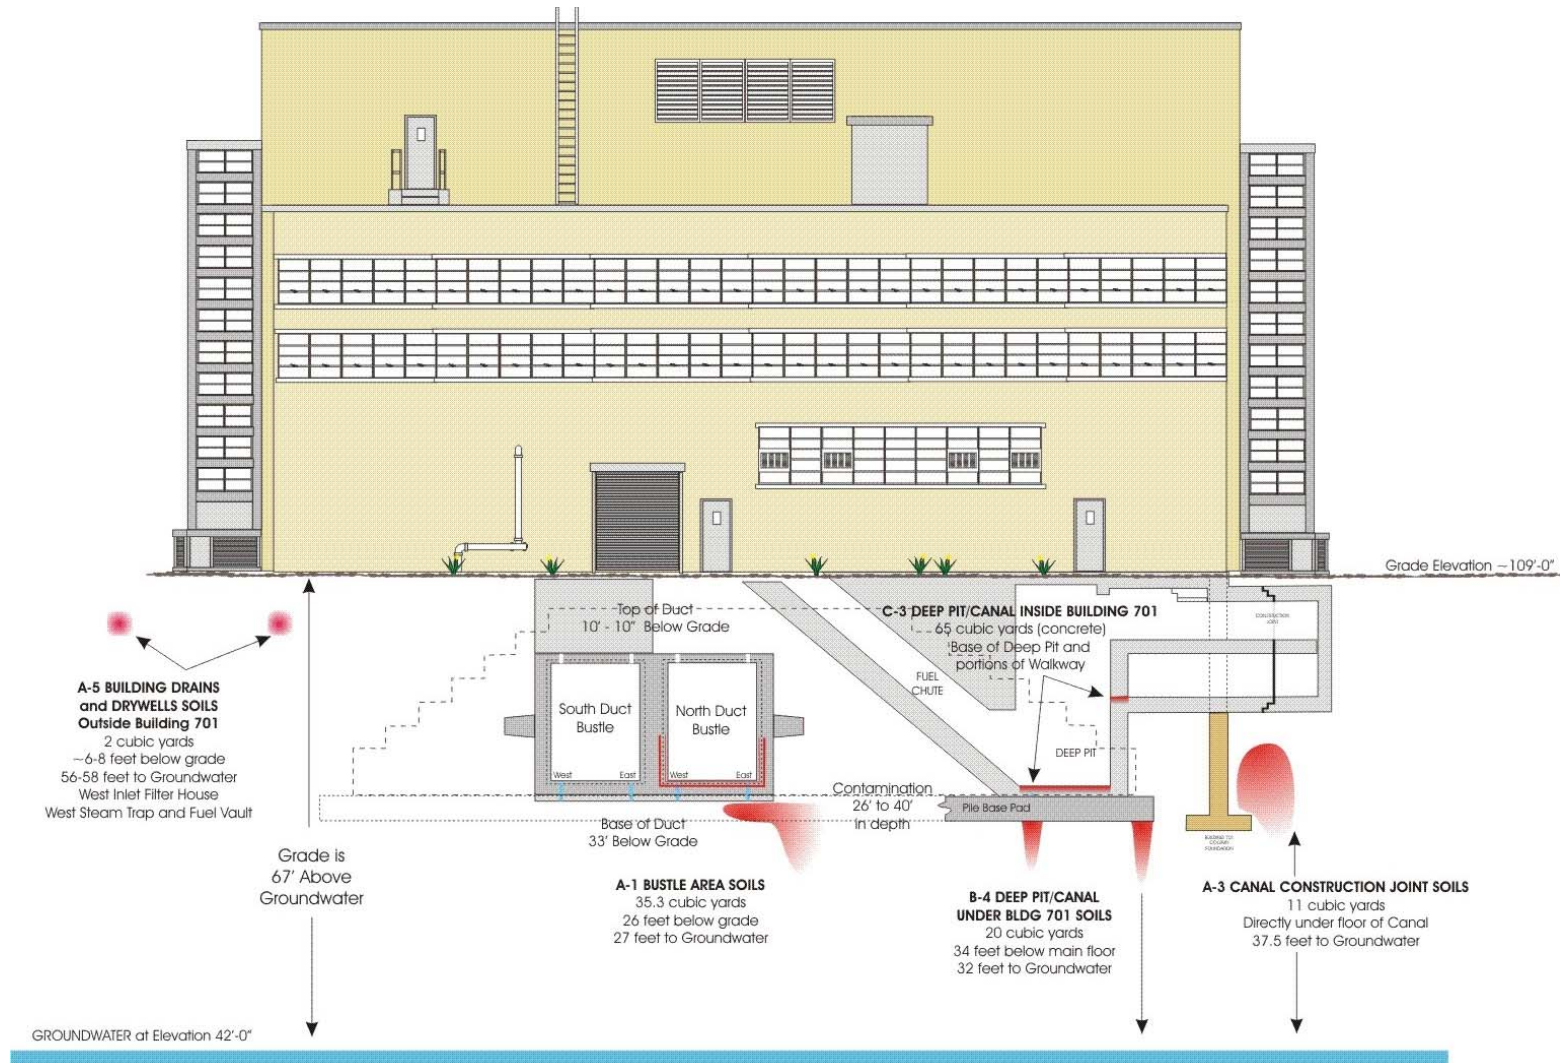 Grade Elevation ~109'-0"
Top of Duct
10' - 10" Below Grade
C-3 DEEP PIT/CANAL INSIDE BUILDING 701
65 cubic yards (concrete)
Base of Deep Pit and
portions of Walkway
CONSTRUCTION
JOINT
FUEL
CHUTE
A-5 BUILDING DRAINS
and DRYWELLS SOILS
Outside Building 701
2 cubic yards
~6-8 feet below grade
56-58 feet to Groundwater
West Inlet Filter House
West Steam Trap and Fuel Vault
South Duct
Bustle
West East
North Duct
Bustle
West East
DEEP PIT
Contamination
26' to 40'
in depth
Pile Base Pad
Base of Duct
33' Below Grade
BUILDING 701
COLUMN
FOUNDATION
Grade is
67' Above
Groundwater
A-1 BUSTLE AREA SOILS
35.3 cubic yards
26 feet below grade
27 feet to Groundwater
B-4 DEEP PIT/CANAL
UNDER BLDG 701 SOILS
20 cubic yards
34 feet below main floor
32 feet to Groundwater
A-3 CANAL CONSTRUCTION JOINT SOILS
11 cubic yards
Directly under floor of Canal
37.5 feet to Groundwater
GROUNDWATER at Elevation 42'-0"